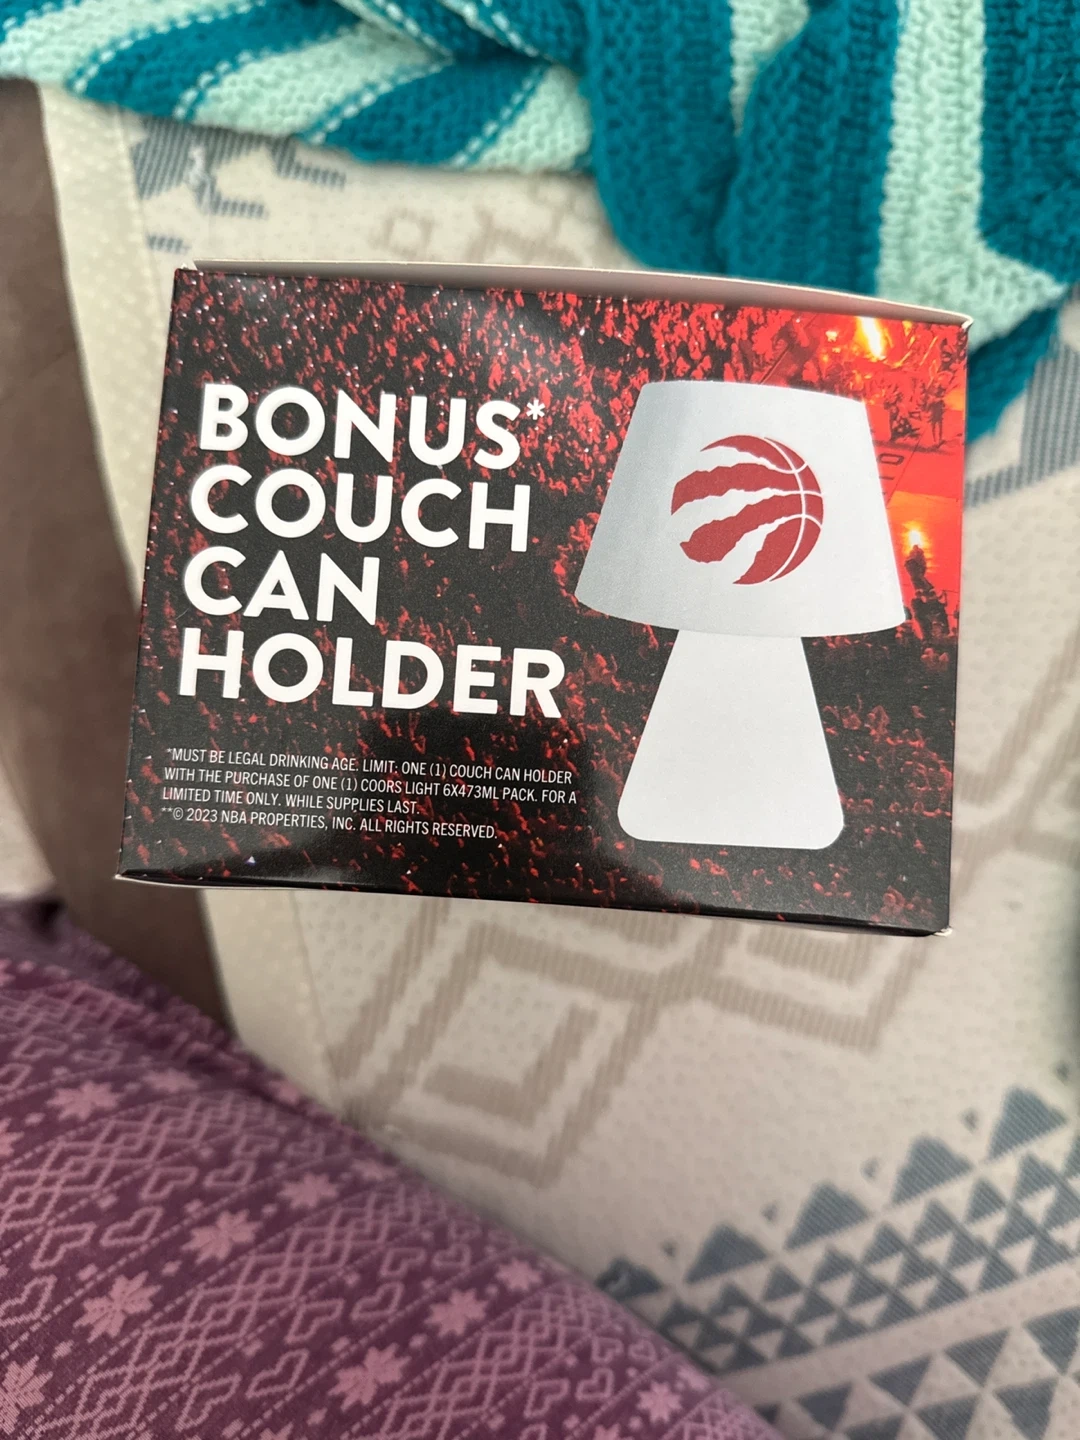 BONUS*
COUCH
CAN
HOLDER
*MUST BE LEGAL DRINKING AGE. LIMIT: ONE (1) COUCH CAN HOLDER
WITH THE PURCHASE OF ONE (1) COORS LIGHT 6X473ML PACK. FOR A
LIMITED TIME ONLY. WHILE SUPPLIES LAST.
**© 2023 NBA PROPERTIES, INC. ALL RIGHTS RESERVED.